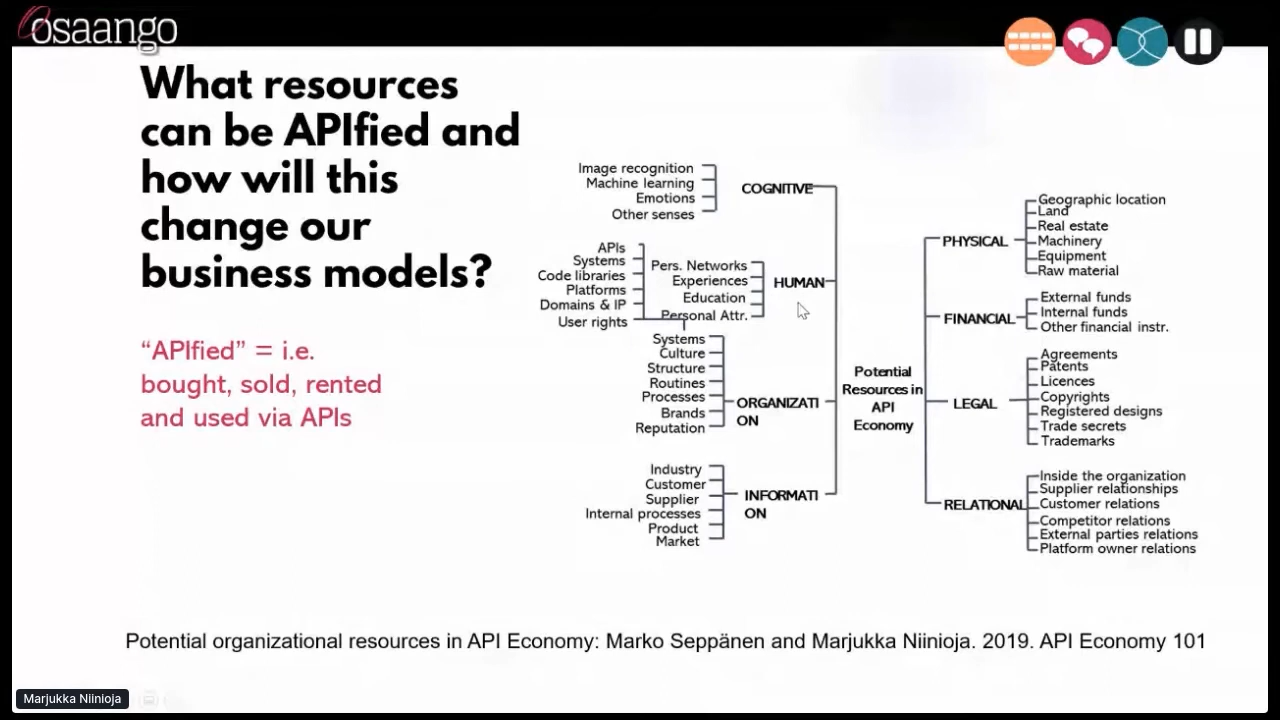 osaango
What resources
can be APIfied and
how will this
change our
business models?
“APIfied” = i.e.
bought, sold, rented
and used via APIs
Image recognition
Machine learning
Emotions
Other senses
COGNITIVE
APIs
Systems
Code libraries
Platforms
Domains & IP
User rights
Pers. Networks
Experiences
Education
Personal Attr.
HUMAN
Systems
Culture
Structure
Routines
Processes
Brands
Reputation
ORGANIZATI
ON
Industry
Customer
Supplier
Internal processes
Product
Market
INFORMATI
ON
Potential
Resources in
API
Economy
PHYSICAL
Geographic location
Land
Real estate
Machinery
Equipment
Raw material
FINANCIAL
External funds
Internal funds
Other financial instr.
LEGAL
Agreements
Patents
Licences
Copyrights
Registered designs
Trade secrets
Trademarks
RELATIONAL
Inside the organization
Supplier relationships
Customer relations
Competitor relations
External parties relations
Platform owner relations
Potential organizational resources in API Economy: Marko Seppänen and Marjukka Niinioja. 2019. API Economy 101
Marjukka Niinioja